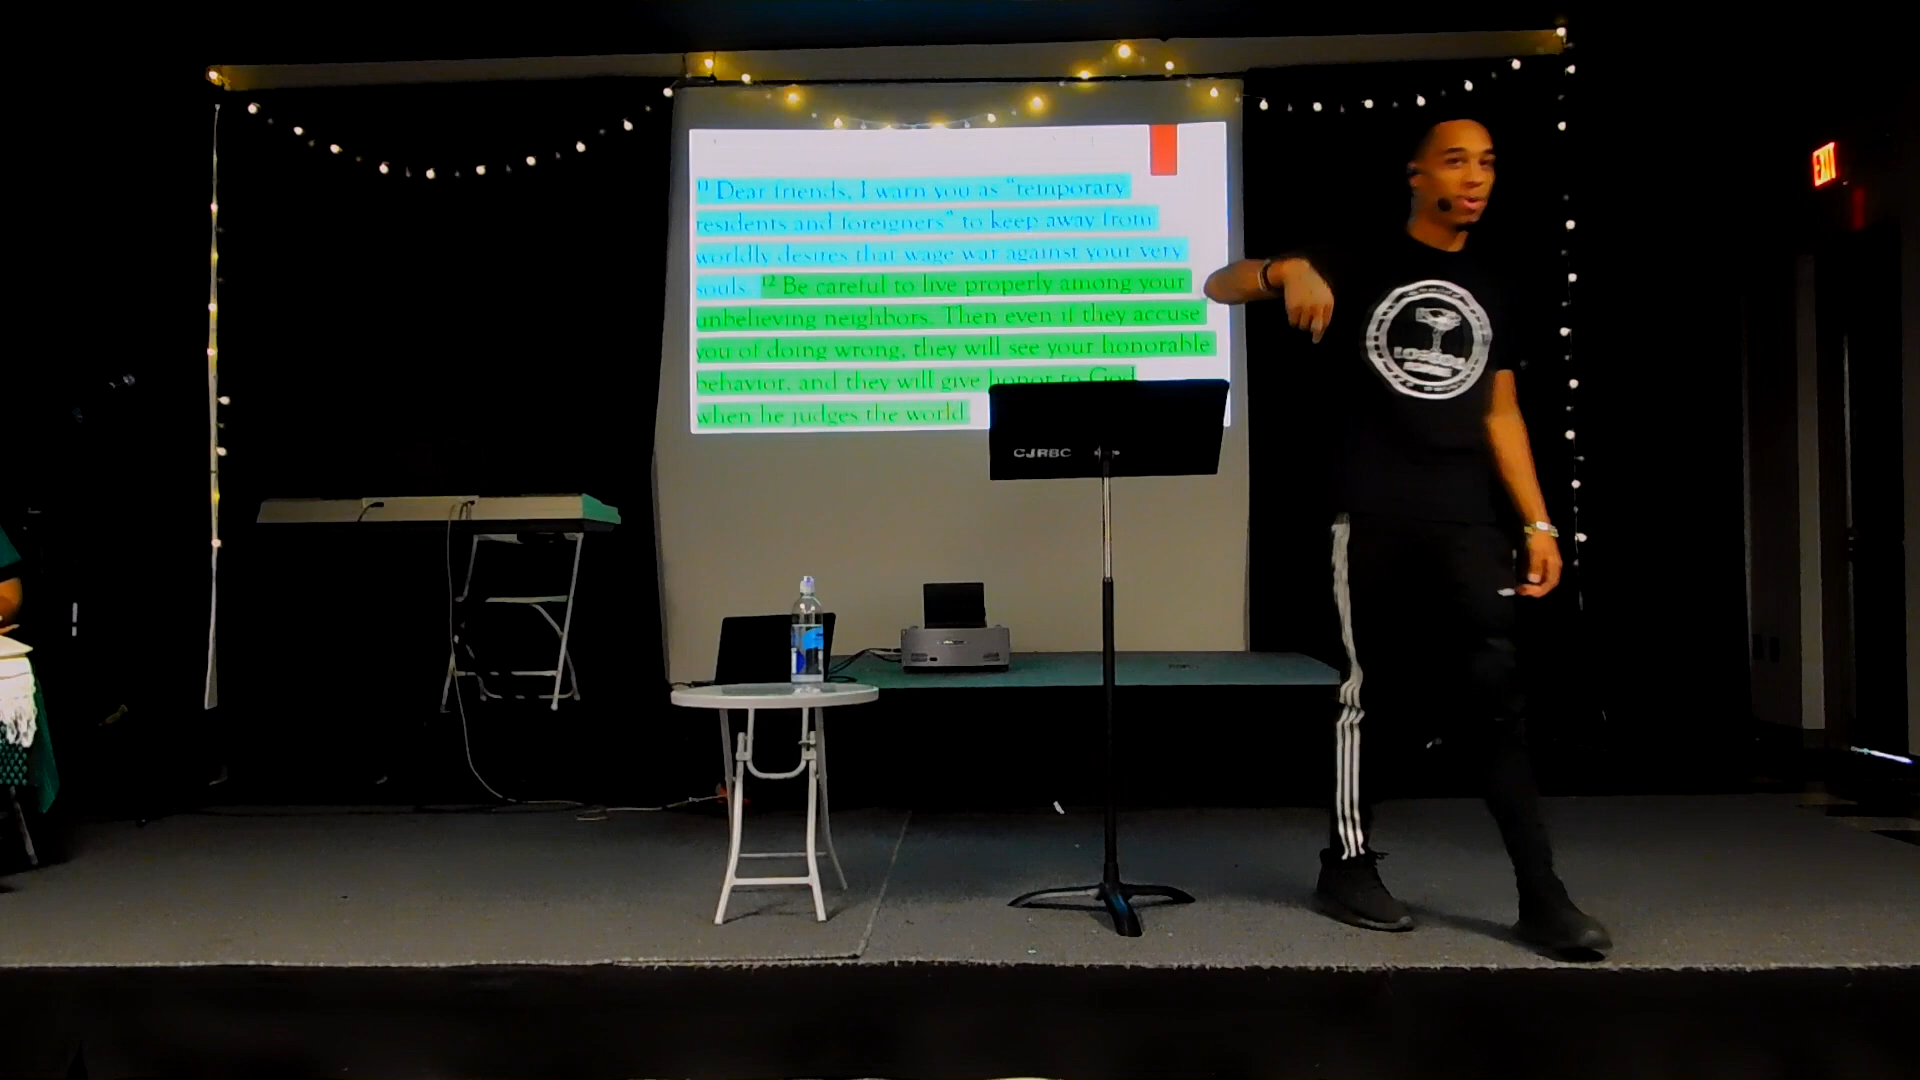 EXIT
11 Dear friends, I warn you as "temporary
residents and foreigners" to keep away from
worldly desires that wage war against your very
souls. 12 Be careful to live properly among your
unbelieving neighbors. Then even if they accuse
you of doing wrong, they will see your honorable
behavior, and they will give honor to God
when he judges the world.
CJRBC